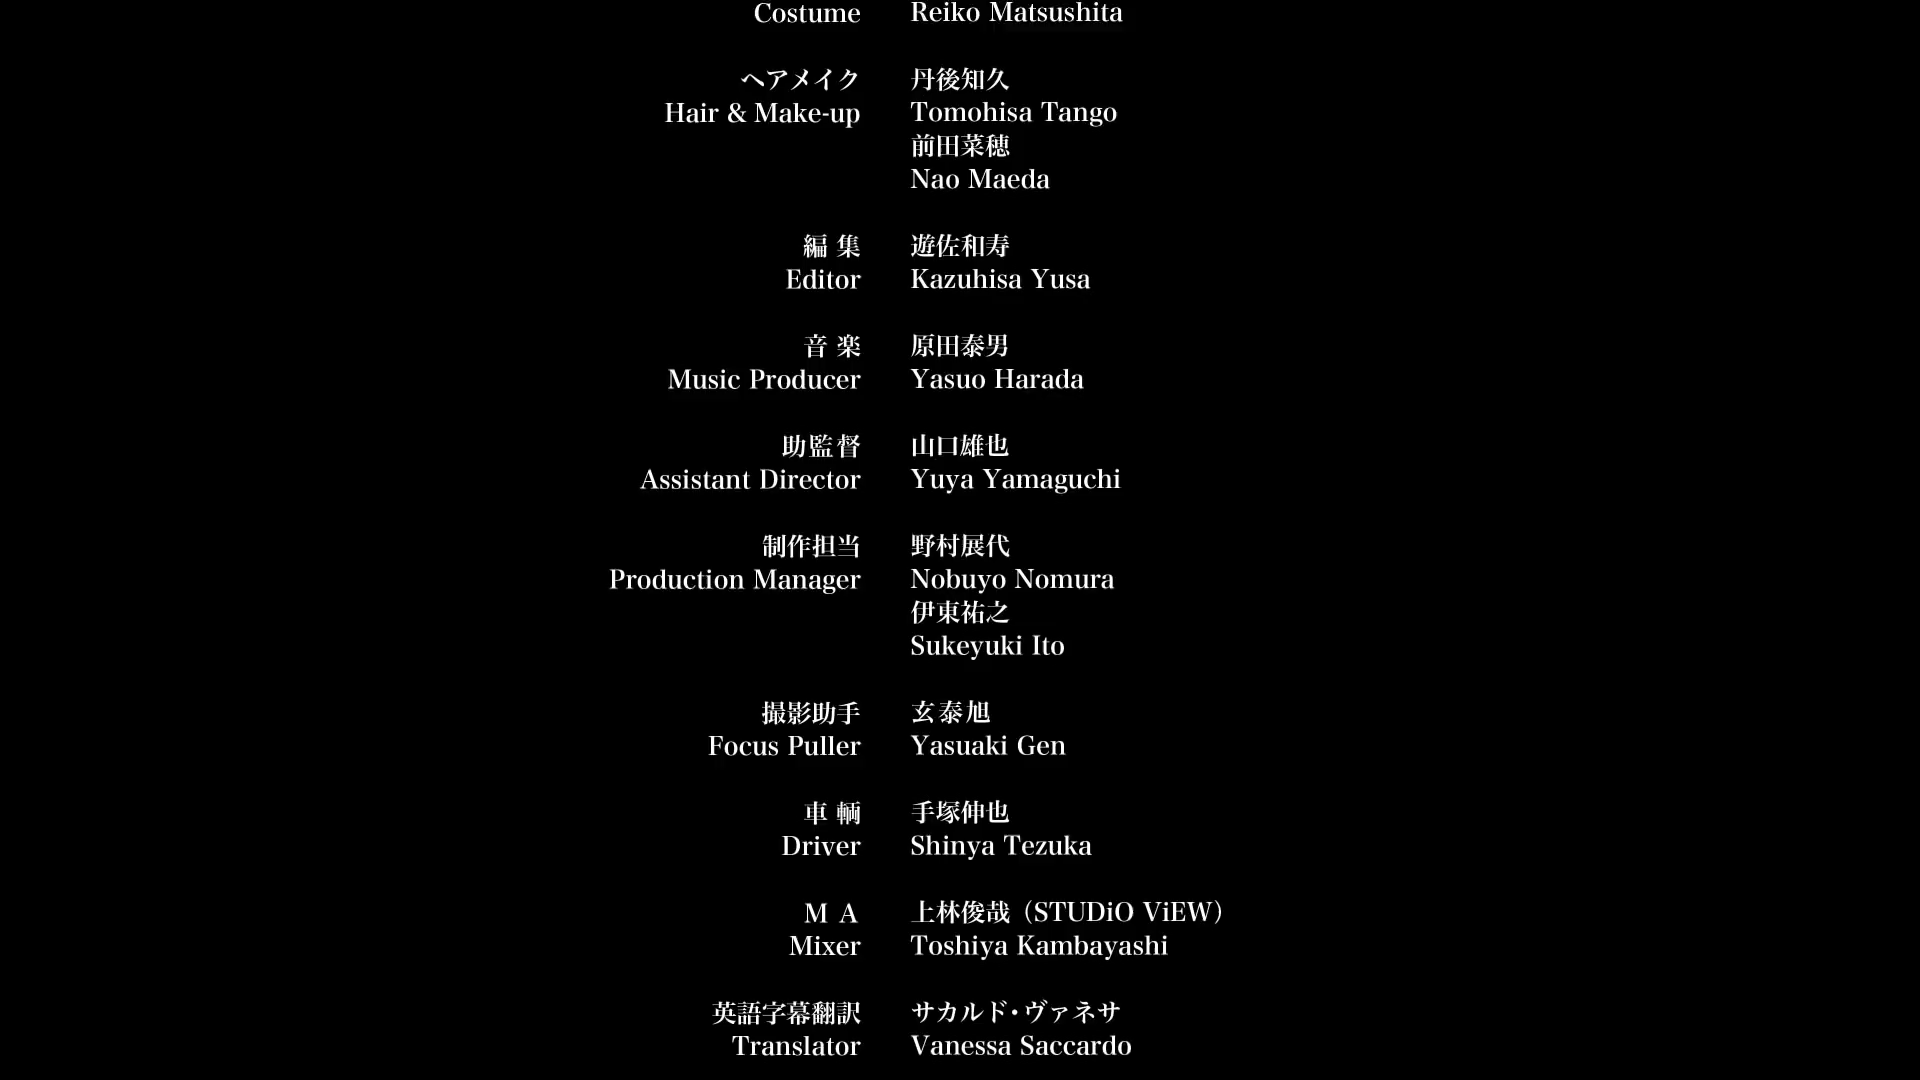 Costume Reiko Matsushita
ヘアメイク 丹後知久
Hair & Make-up Tomohisa Tango
前田菜穂
Nao Maeda
編 集 遊佐和寿
Editor Kazuhisa Yusa
音 楽 原田泰男
Music Producer Yasuo Harada
助監督 山口雄也
Assistant Director Yuya Yamaguchi
制作担当 野村展代
Production Manager Nobuyo Nomura
伊東祐之
Sukeyuki Ito
撮影助手 玄泰旭
Focus Puller Yasuaki Gen
車 輌 手塚伸也
Driver Shinya Tezuka
M A 上林俊哉（STUDiO ViEW）
Mixer Toshiya Kambayashi
英語字幕翻訳 サカルド・ヴァネサ
Translator Vanessa Saccardo